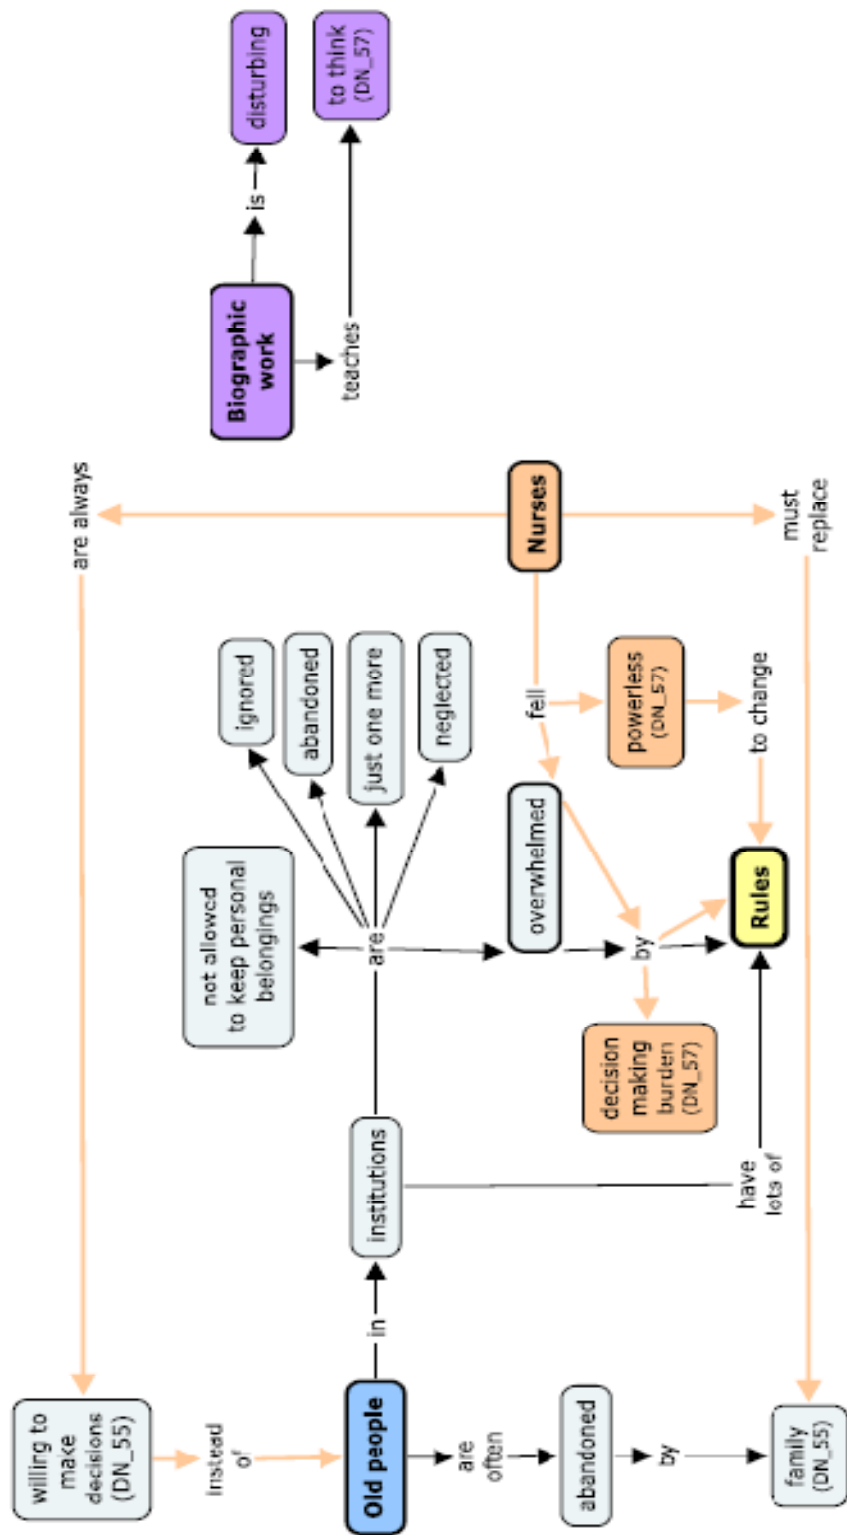 willing to
make
decisions
(DN_55)
Instead
of
Old people
in
institutions
are
often
abandoned
by
family
(DN_55)
have
lots of
Rules
are
not allowed
to keep personal
belongings
ignored
abandoned
just one more
neglected
overwhelmed
by
decision
making
burden
(DN_57)
fell
powerless
(DN_57)
to change
Nurses
are always
must
replace
Biographic
work
is
disturbing
teaches
to think
(DN_57)